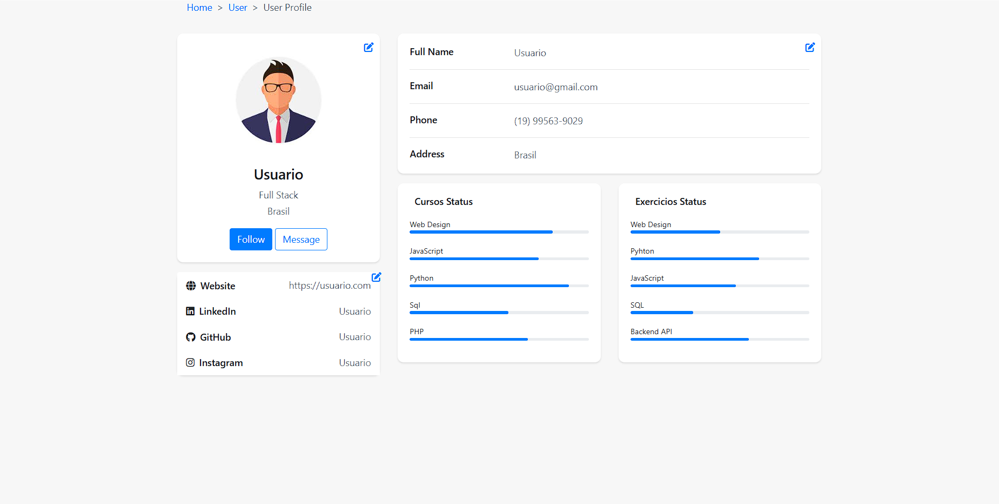 Home > User > User Profile
Usuario
Full Stack
Brasil
Follow Message
Website https://usuario.com
LinkedIn Usuario
GitHub Usuario
Instagram Usuario
Full Name Usuario
Email usuario@gmail.com
Phone (19) 99563-9029
Address Brasil
Cursos Status
Web Design
JavaScript
Python
Sql
PHP
Exercicios Status
Web Design
Pyhton
JavaScript
SQL
Backend API